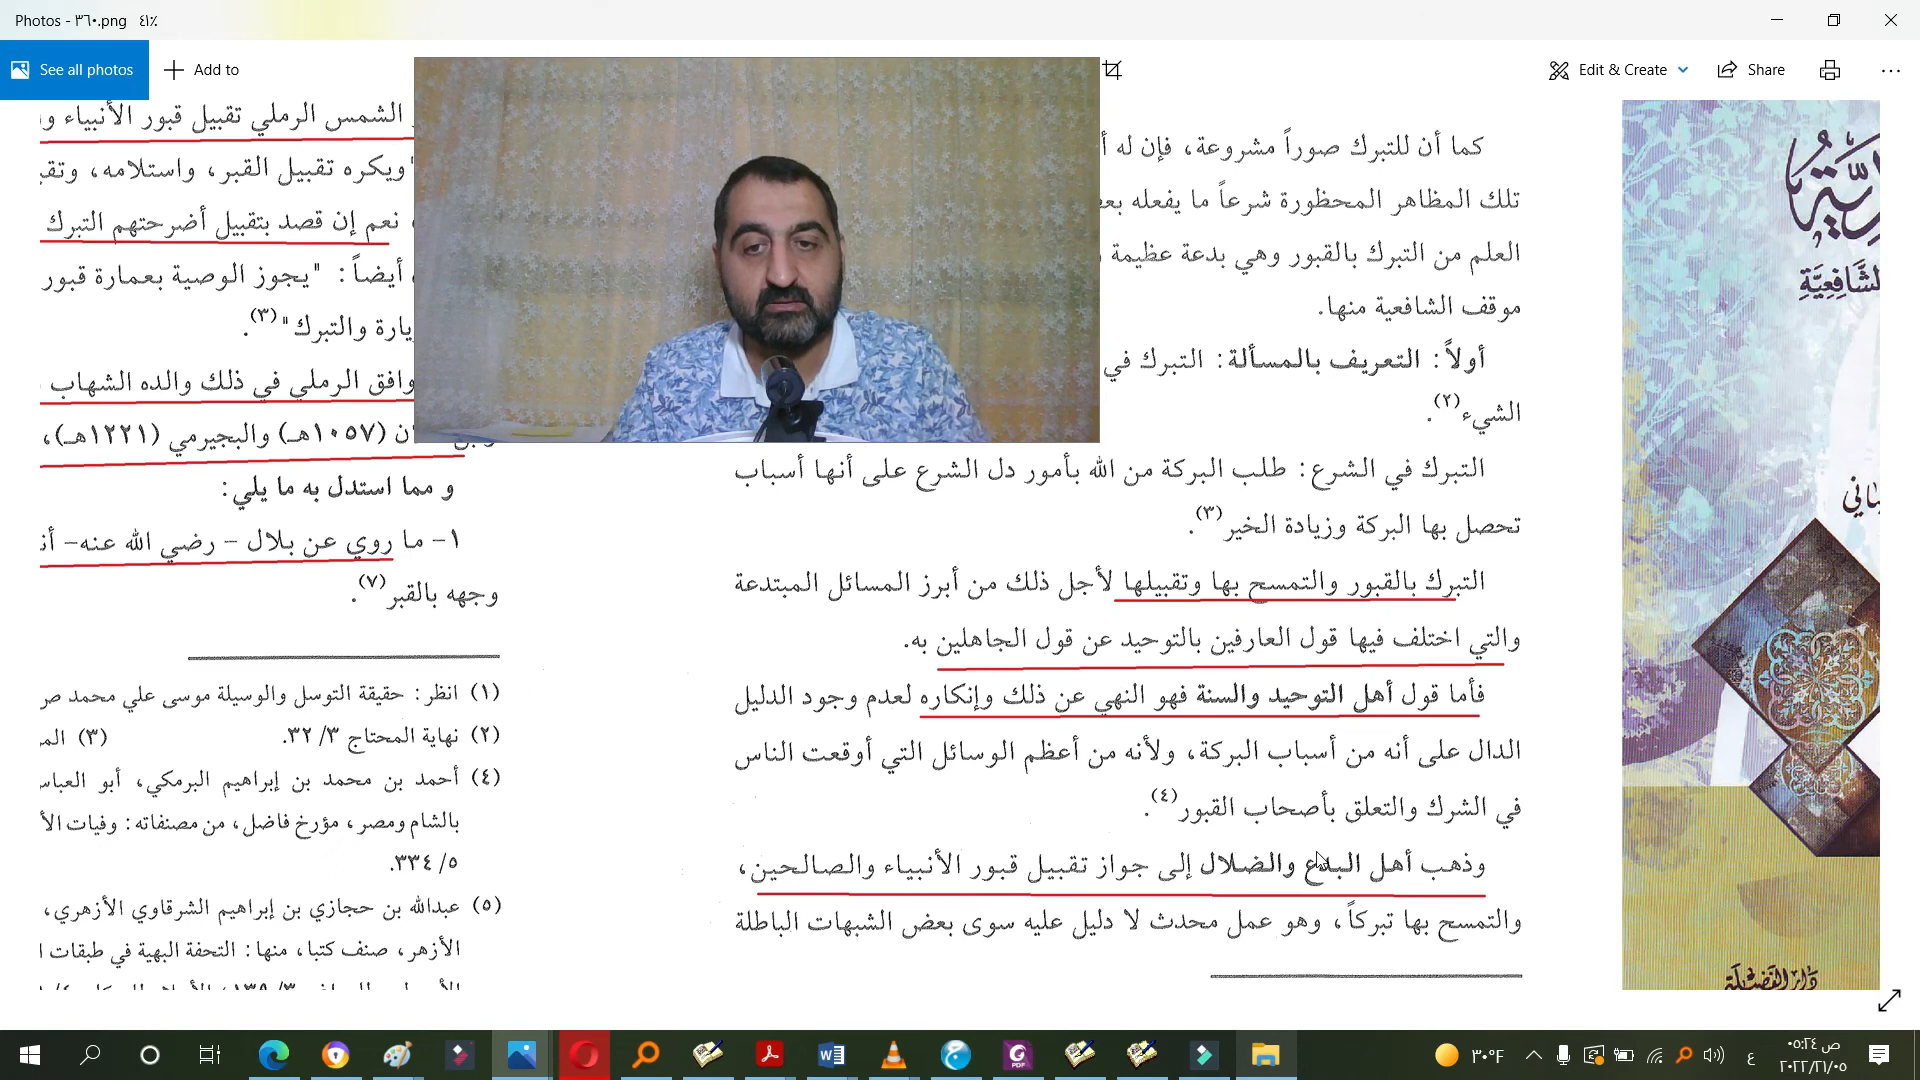 Photos - ٣٦٠.png ٤١٪
See all photos
Add to
Edit & Create
Share
كما أن للتبرك صوراً مشروعة، فإن له
تلك المظاهر المحظورة شرعاً ما يفعله
العلم من التبرك بالقبور وهي بدعة عظيمة
موقف الشافعية منها.
أولاً: التعريف بالمسألة: التبرك في
الشيء(٢).
التبرك في الشرع: طلب البركة من الله بأمور دل الشرع على أنها أسباب
تحصل بها البركة وزيادة الخير(٣).
التبرك بالقبور والتمسح بها وتقبيلها لأجل ذلك من أبرز المسائل المبتدعة
والتي اختلف فيها قول العارفين بالتوحيد عن قول الجاهلين به.
فأما قول أهل التوحيد والسنة فهو النهي عن ذلك وإنكاره لعدم وجود الدليل
الدال على أنه من أسباب البركة، ولأنه من أعظم الوسائل التي أوقعت الناس
في الشرك والتعلق بأصحاب القبور(٤).
وذهب أهل البدع والضلال إلى جواز تقبيل قبور الأنبياء والصالحين،
والتمسح بها تبركاً، وهو عمل محدث لا دليل عليه سوى بعض الشبهات الباطلة
الشمس الرملي تقبيل قبور الأنبياء
"ويكره تقبيل القبر، واستلامه،
نعم إن قصد بتقبيل أضرحتهم التبرك
أيضاً: "يجوز الوصية بعمارة قبور
والتبرك"(٣).
وافق الرملي في ذلك والده الشهاب
(١٠٥٧هـ) والبجيرمي (١٢٢١هـ)،
و مما استدل به ما يلي:
١- ما روي عن بلال - رضي الله عنه-
وجهه بالقبر(٧).
(١) انظر: حقيقة التوسل والوسيلة موسى علي محمد ص
(٢) نهاية المحتاج ٣/ ٣٢. (٣)
(٤) أحمد بن محمد بن إبراهيم البرمكي، أبو
بالشام ومصر، مؤرخ فاضل، من مصنفاته: وفيات
٥/ ٣٣٤.
(٥) عبدالله بن حجازي بن إبراهيم الشرقاوي الأزهري،
الأزهر، صنف كتبا، منها: التحفة البهية في طبقات
دار الفضيلة
٣٠°F
ع
٠٥:٢٤ ص
٢٠٢٢/٢١/٠٥